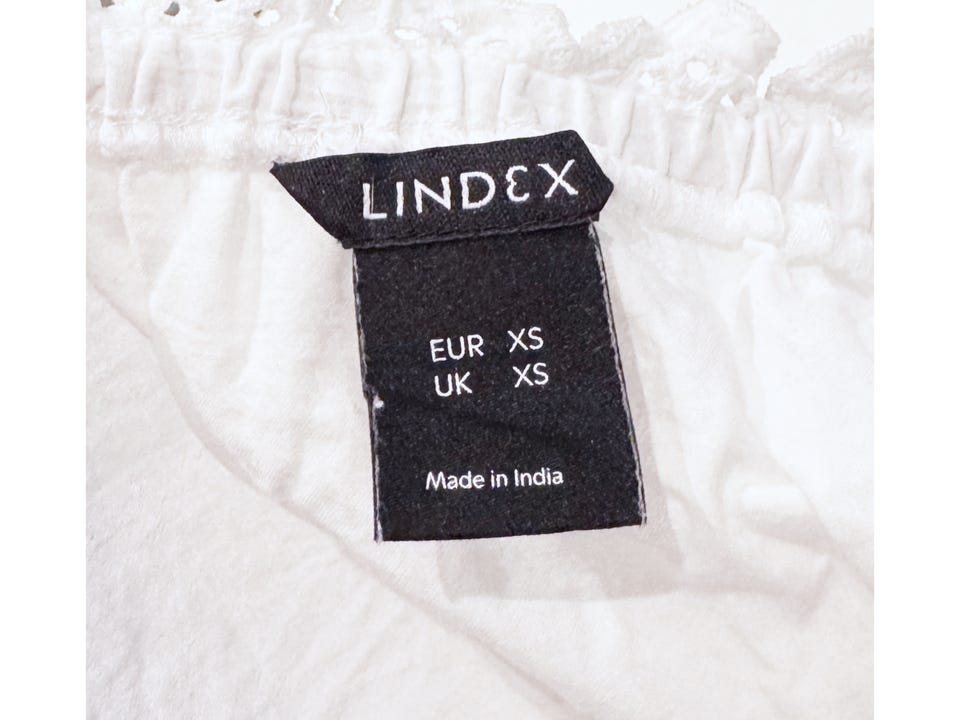 LINDEX
EUR XS
UK XS
Made in India